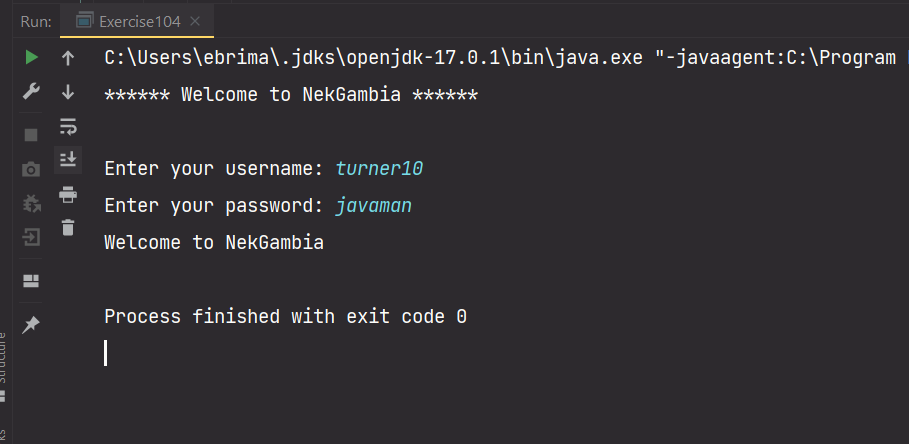 Run: Exercise104
C:\Users\ebrima\.jdks\openjdk-17.0.1\bin\java.exe "-javaagent:C:\Program
****** Welcome to NekGambia ******
Enter your username: turner10
Enter your password: javaman
Welcome to NekGambia
Process finished with exit code 0
Structure